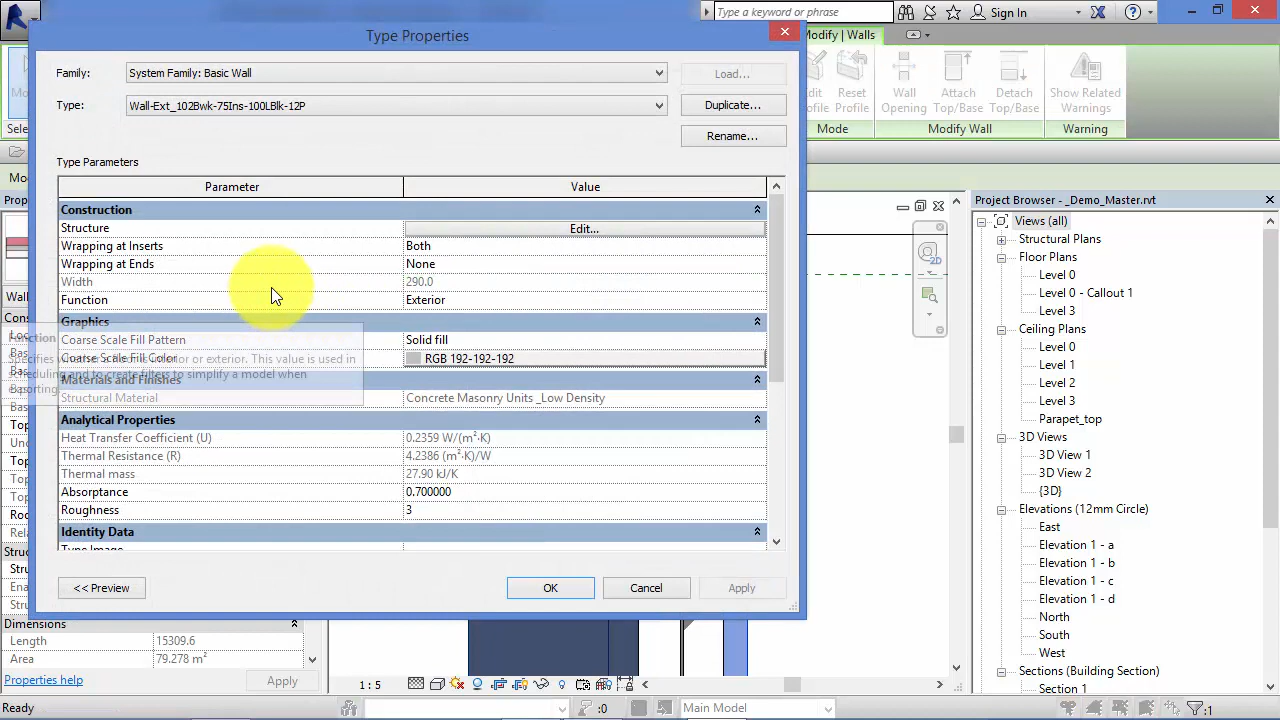 Type a keyword or phrase
Sign In
Type Properties
Modify | Walls
Family:
System Family: Basic Wall
Load...
Type:
Duplicate...
Rename...
Type Parameters
Parameter
Value
Construction
Structure
Edit...
Wrapping at Inserts
Both
Wrapping at Ends
None
Width
290.0
Function
Exterior
Graphics
Coarse Scale Fill Pattern
Solid fill
Coarse Scale Fill Color
RGB 192-192-192
Materials and Finishes
Structural Material
Concrete Masonry Units _Low Density
Analytical Properties
Heat Transfer Coefficient (U)
0.2359 W/(m²·K)
Thermal Resistance (R)
4.2386 (m²·K)/W
Thermal mass
27.90 kJ/K
Absorptance
0.700000
Roughness
3
Identity Data
Type Image
<< Preview
OK
Cancel
Apply
Reset
Profile
Wall
Opening
Attach
Top/Base
Detach
Top/Base
Show Related
Warnings
Mode
Modify Wall
Warning
Dimensions
Length
15309.6
Area
79.278 m²
Properties help
Apply
1 : 5
Ready
:0
Main Model
:1
Project Browser - _Demo_Master.rvt
Views (all)
Structural Plans
Floor Plans
Level 0
Level 0 - Callout 1
Level 3
Ceiling Plans
Level 0
Level 1
Level 2
Level 3
Parapet_top
3D Views
3D View 1
3D View 2
{3D}
Elevations (12mm Circle)
East
Elevation 1 - a
Elevation 1 - b
Elevation 1 - c
Elevation 1 - d
North
South
West
Sections (Building Section)
Section 1